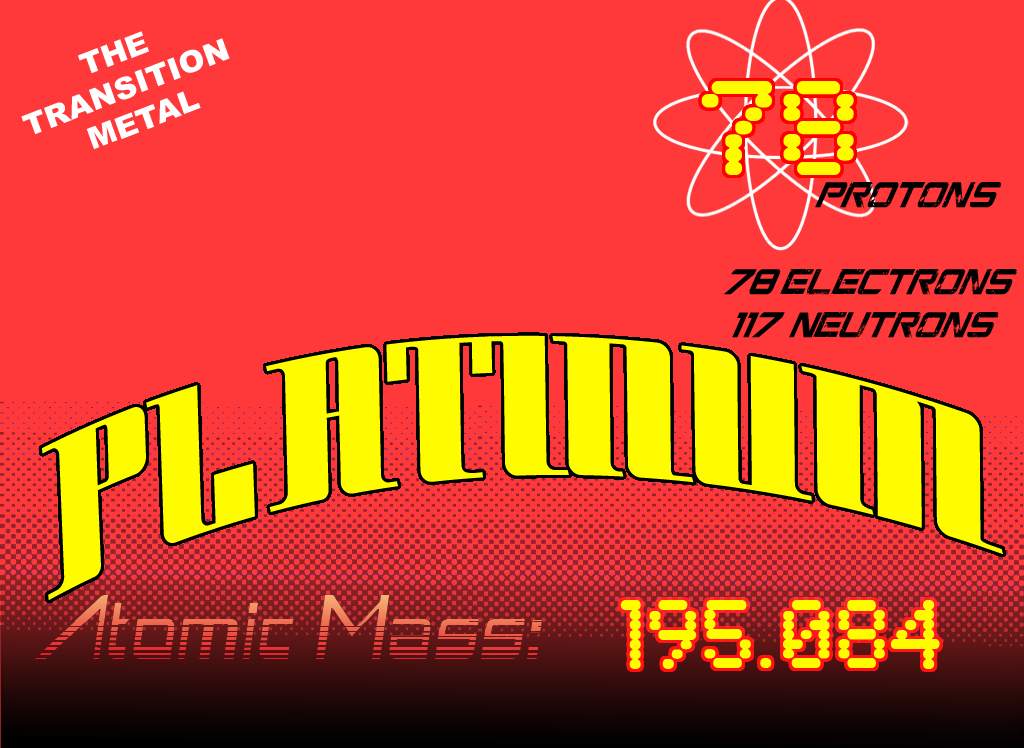 THE
TRANSITION
METAL
78
PROTONS
78 ELECTRONS
117 NEUTRONS
PLATINUM
Atomic Mass: 195.084